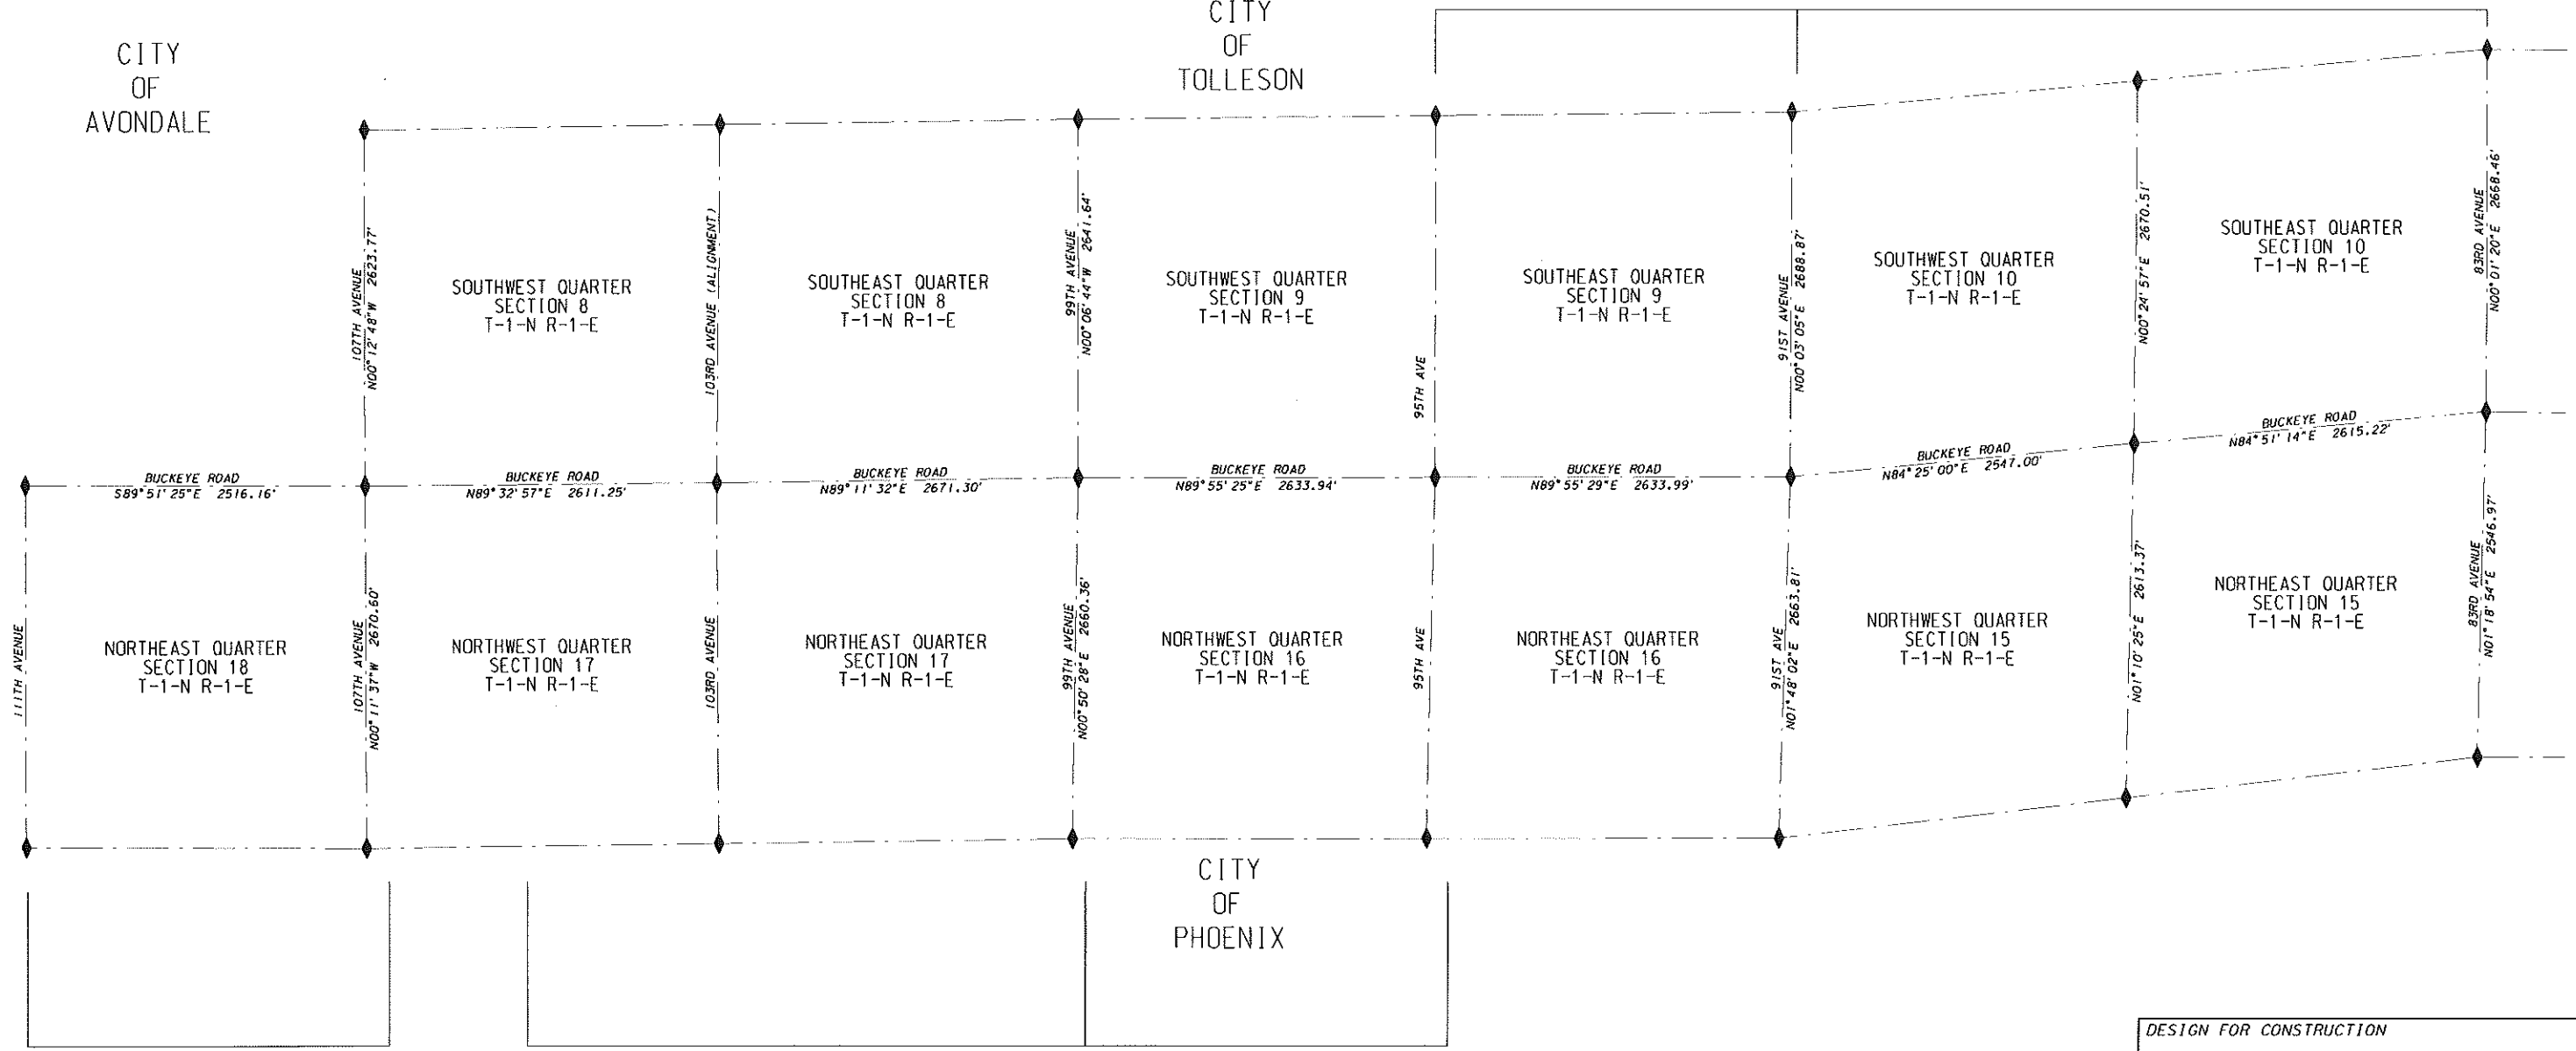 CITY
OF
AVONDALE
CITY
OF
TOLLESON
107TH AVENUE
N00°12'48"W 2623.77'
SOUTHWEST QUARTER
SECTION 8
T-1-N R-1-E
103RD AVENUE (ALIGNMENT)
SOUTHEAST QUARTER
SECTION 8
T-1-N R-1-E
99TH AVENUE
N00°06'44"W 2641.64'
SOUTHWEST QUARTER
SECTION 9
T-1-N R-1-E
95TH AVE
SOUTHEAST QUARTER
SECTION 9
T-1-N R-1-E
91ST AVENUE
N00°03'05"E 2688.87'
SOUTHWEST QUARTER
SECTION 10
T-1-N R-1-E
N00°24'57"E 2670.51'
SOUTHEAST QUARTER
SECTION 10
T-1-N R-1-E
83RD AVENUE
N00°01'20"E 2668.46'
BUCKEYE ROAD
S89°51'25"E 2516.16'
BUCKEYE ROAD
N89°32'57"E 2611.25'
BUCKEYE ROAD
N89°11'32"E 2671.30'
BUCKEYE ROAD
N89°55'25"E 2633.94'
BUCKEYE ROAD
N89°55'29"E 2633.99'
BUCKEYE ROAD
N84°25'00"E 2547.00'
BUCKEYE ROAD
N84°51'14"E 2615.22'
111TH AVENUE
NORTHEAST QUARTER
SECTION 18
T-1-N R-1-E
107TH AVENUE
N00°11'37"W 2670.60'
NORTHWEST QUARTER
SECTION 17
T-1-N R-1-E
103RD AVENUE
NORTHEAST QUARTER
SECTION 17
T-1-N R-1-E
99TH AVENUE
N00°50'28"E 2660.36'
NORTHWEST QUARTER
SECTION 16
T-1-N R-1-E
95TH AVE
NORTHEAST QUARTER
SECTION 16
T-1-N R-1-E
91ST AVE
N01°48'02"E 2663.81'
NORTHWEST QUARTER
SECTION 15
T-1-N R-1-E
N01°10'25"E 2613.37'
NORTHEAST QUARTER
SECTION 15
T-1-N R-1-E
83RD AVENUE
N01°18'54"E 2546.97'
CITY
OF
PHOENIX
DESIGN FOR CONSTRUCTION